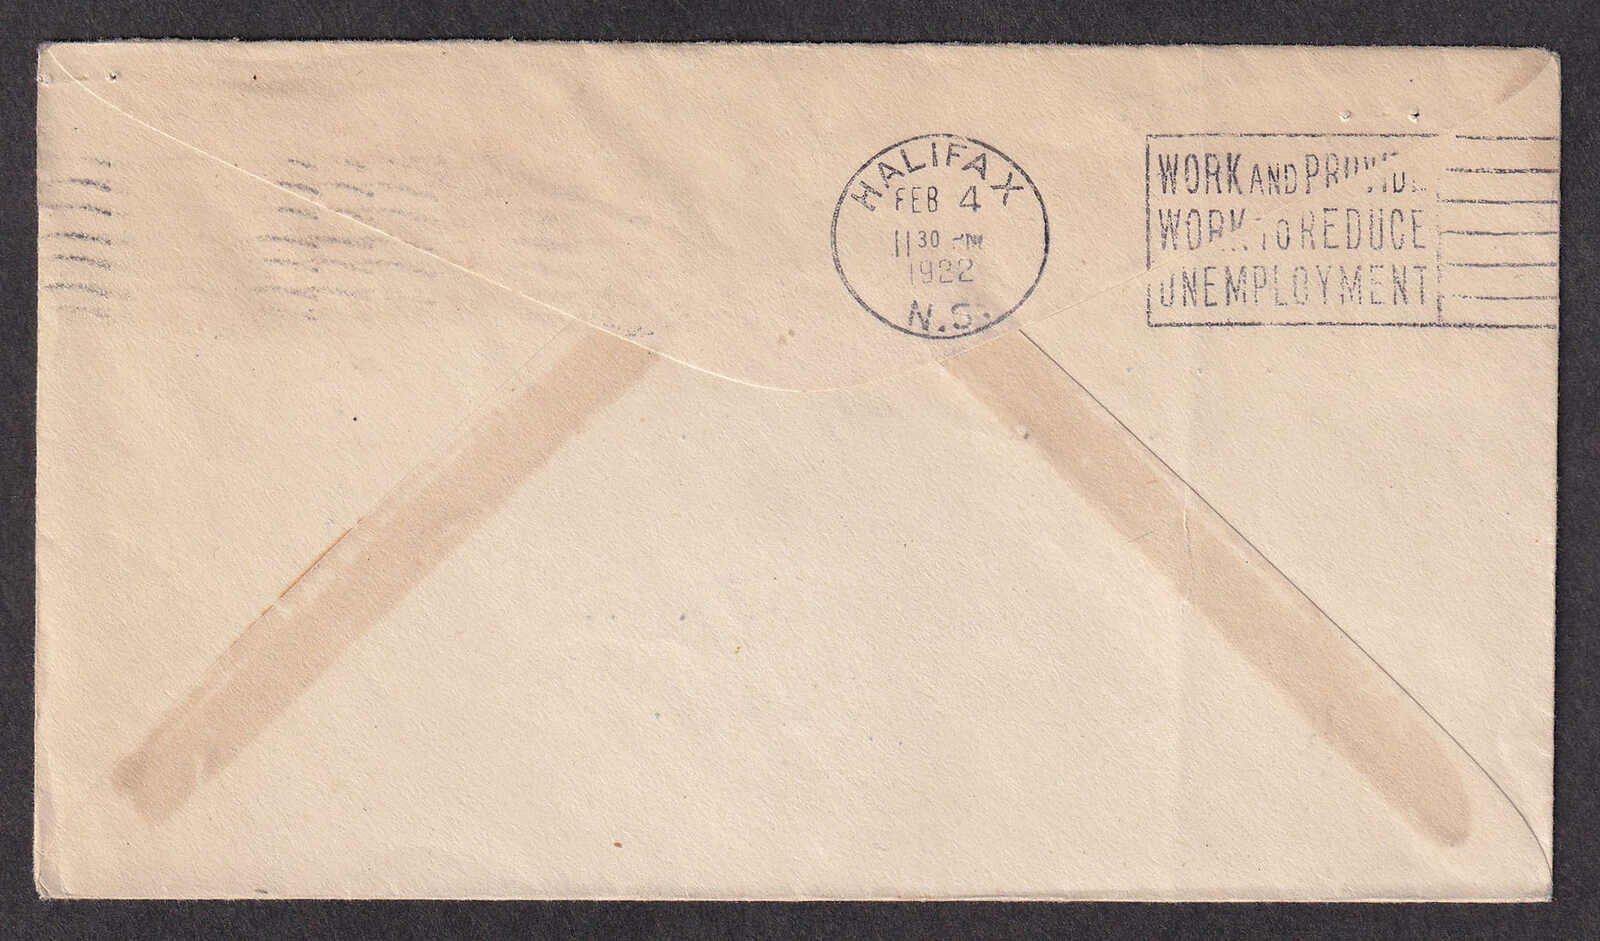 HALIFAX
FEB 4
11 30 PM
1922
N.S.
WORK AND PROVIDE
WORK TO REDUCE
UNEMPLOYMENT